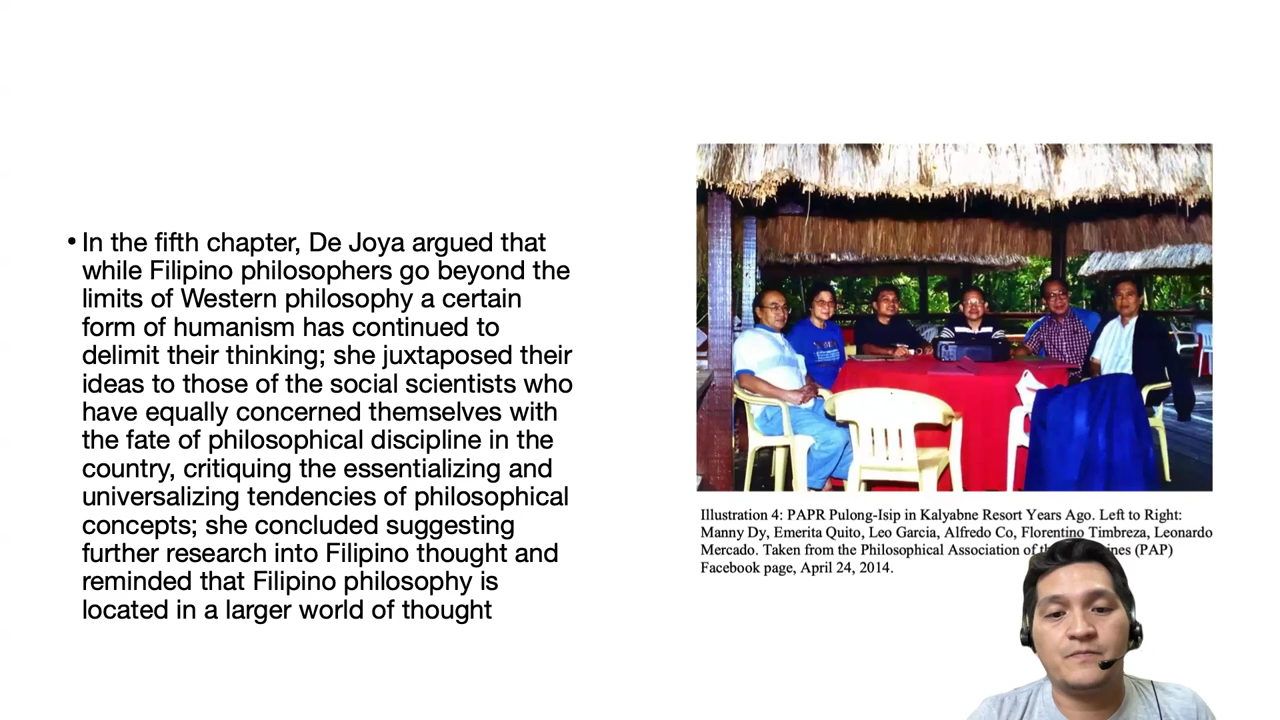 • In the fifth chapter, De Joya argued that
while Filipino philosophers go beyond the
limits of Western philosophy a certain
form of humanism has continued to
delimit their thinking; she juxtaposed their
ideas to those of the social scientists who
have equally concerned themselves with
the fate of philosophical discipline in the
country, critiquing the essentializing and
universalizing tendencies of philosophical
concepts; she concluded suggesting
further research into Filipino thought and
reminded that Filipino philosophy is
located in a larger world of thought
Illustration 4: PAPR Pulong-Isip in Kalyabne Resort Years Ago. Left to Right:
Manny Dy, Emerita Quito, Leo Garcia, Alfredo Co, Florentino Timbreza, Leonardo
Mercado. Taken from the Philosophical Association of (PAP)
Facebook page, April 24, 2014.